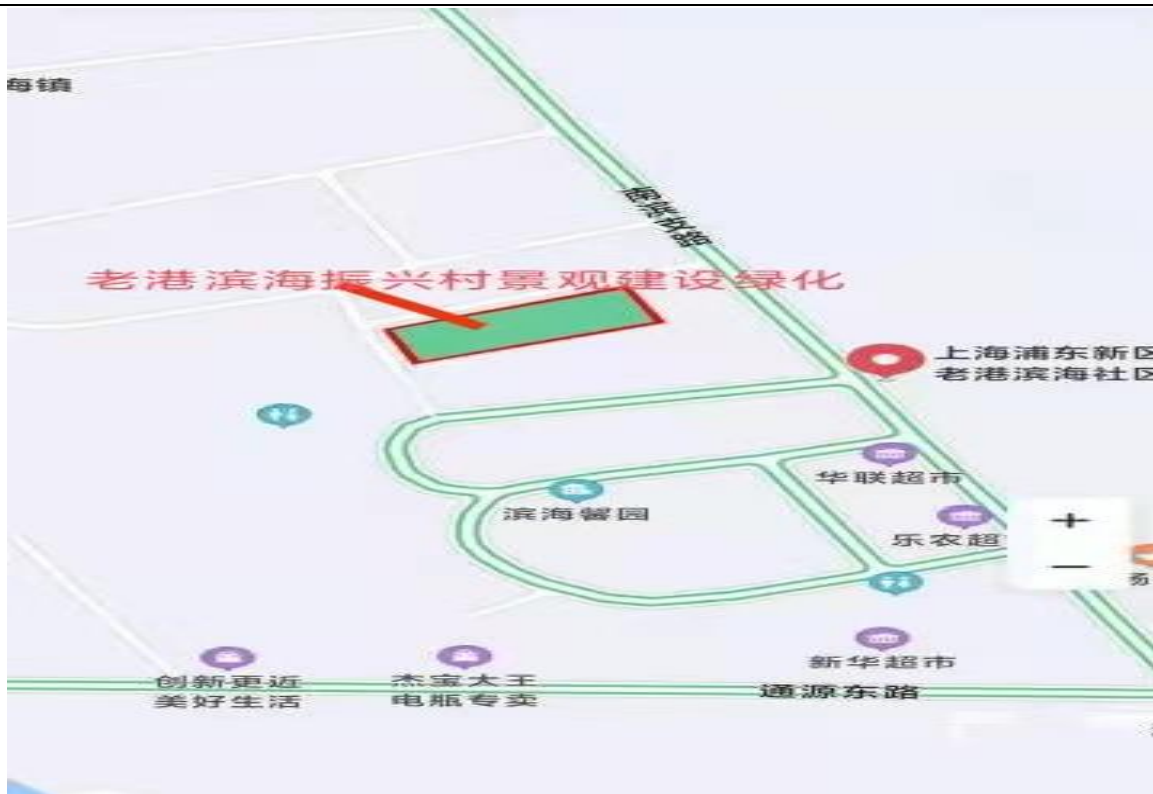 海镇
南滨公路
老港滨海振兴村景观建设绿化
上海浦东新区
老港滨海社区
华联超市
滨海餐园
乐农超
新华超市
创新更近
美好生活
杰宝大王
电瓶专卖
通源东路